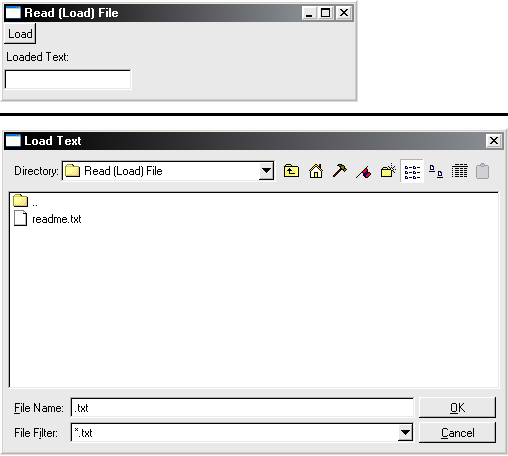 Read (Load) File
Load
Loaded Text:
Load Text
Directory: Read (Load) File
..
readme.txt
File Name: .txt OK
File Filter: *.txt Cancel